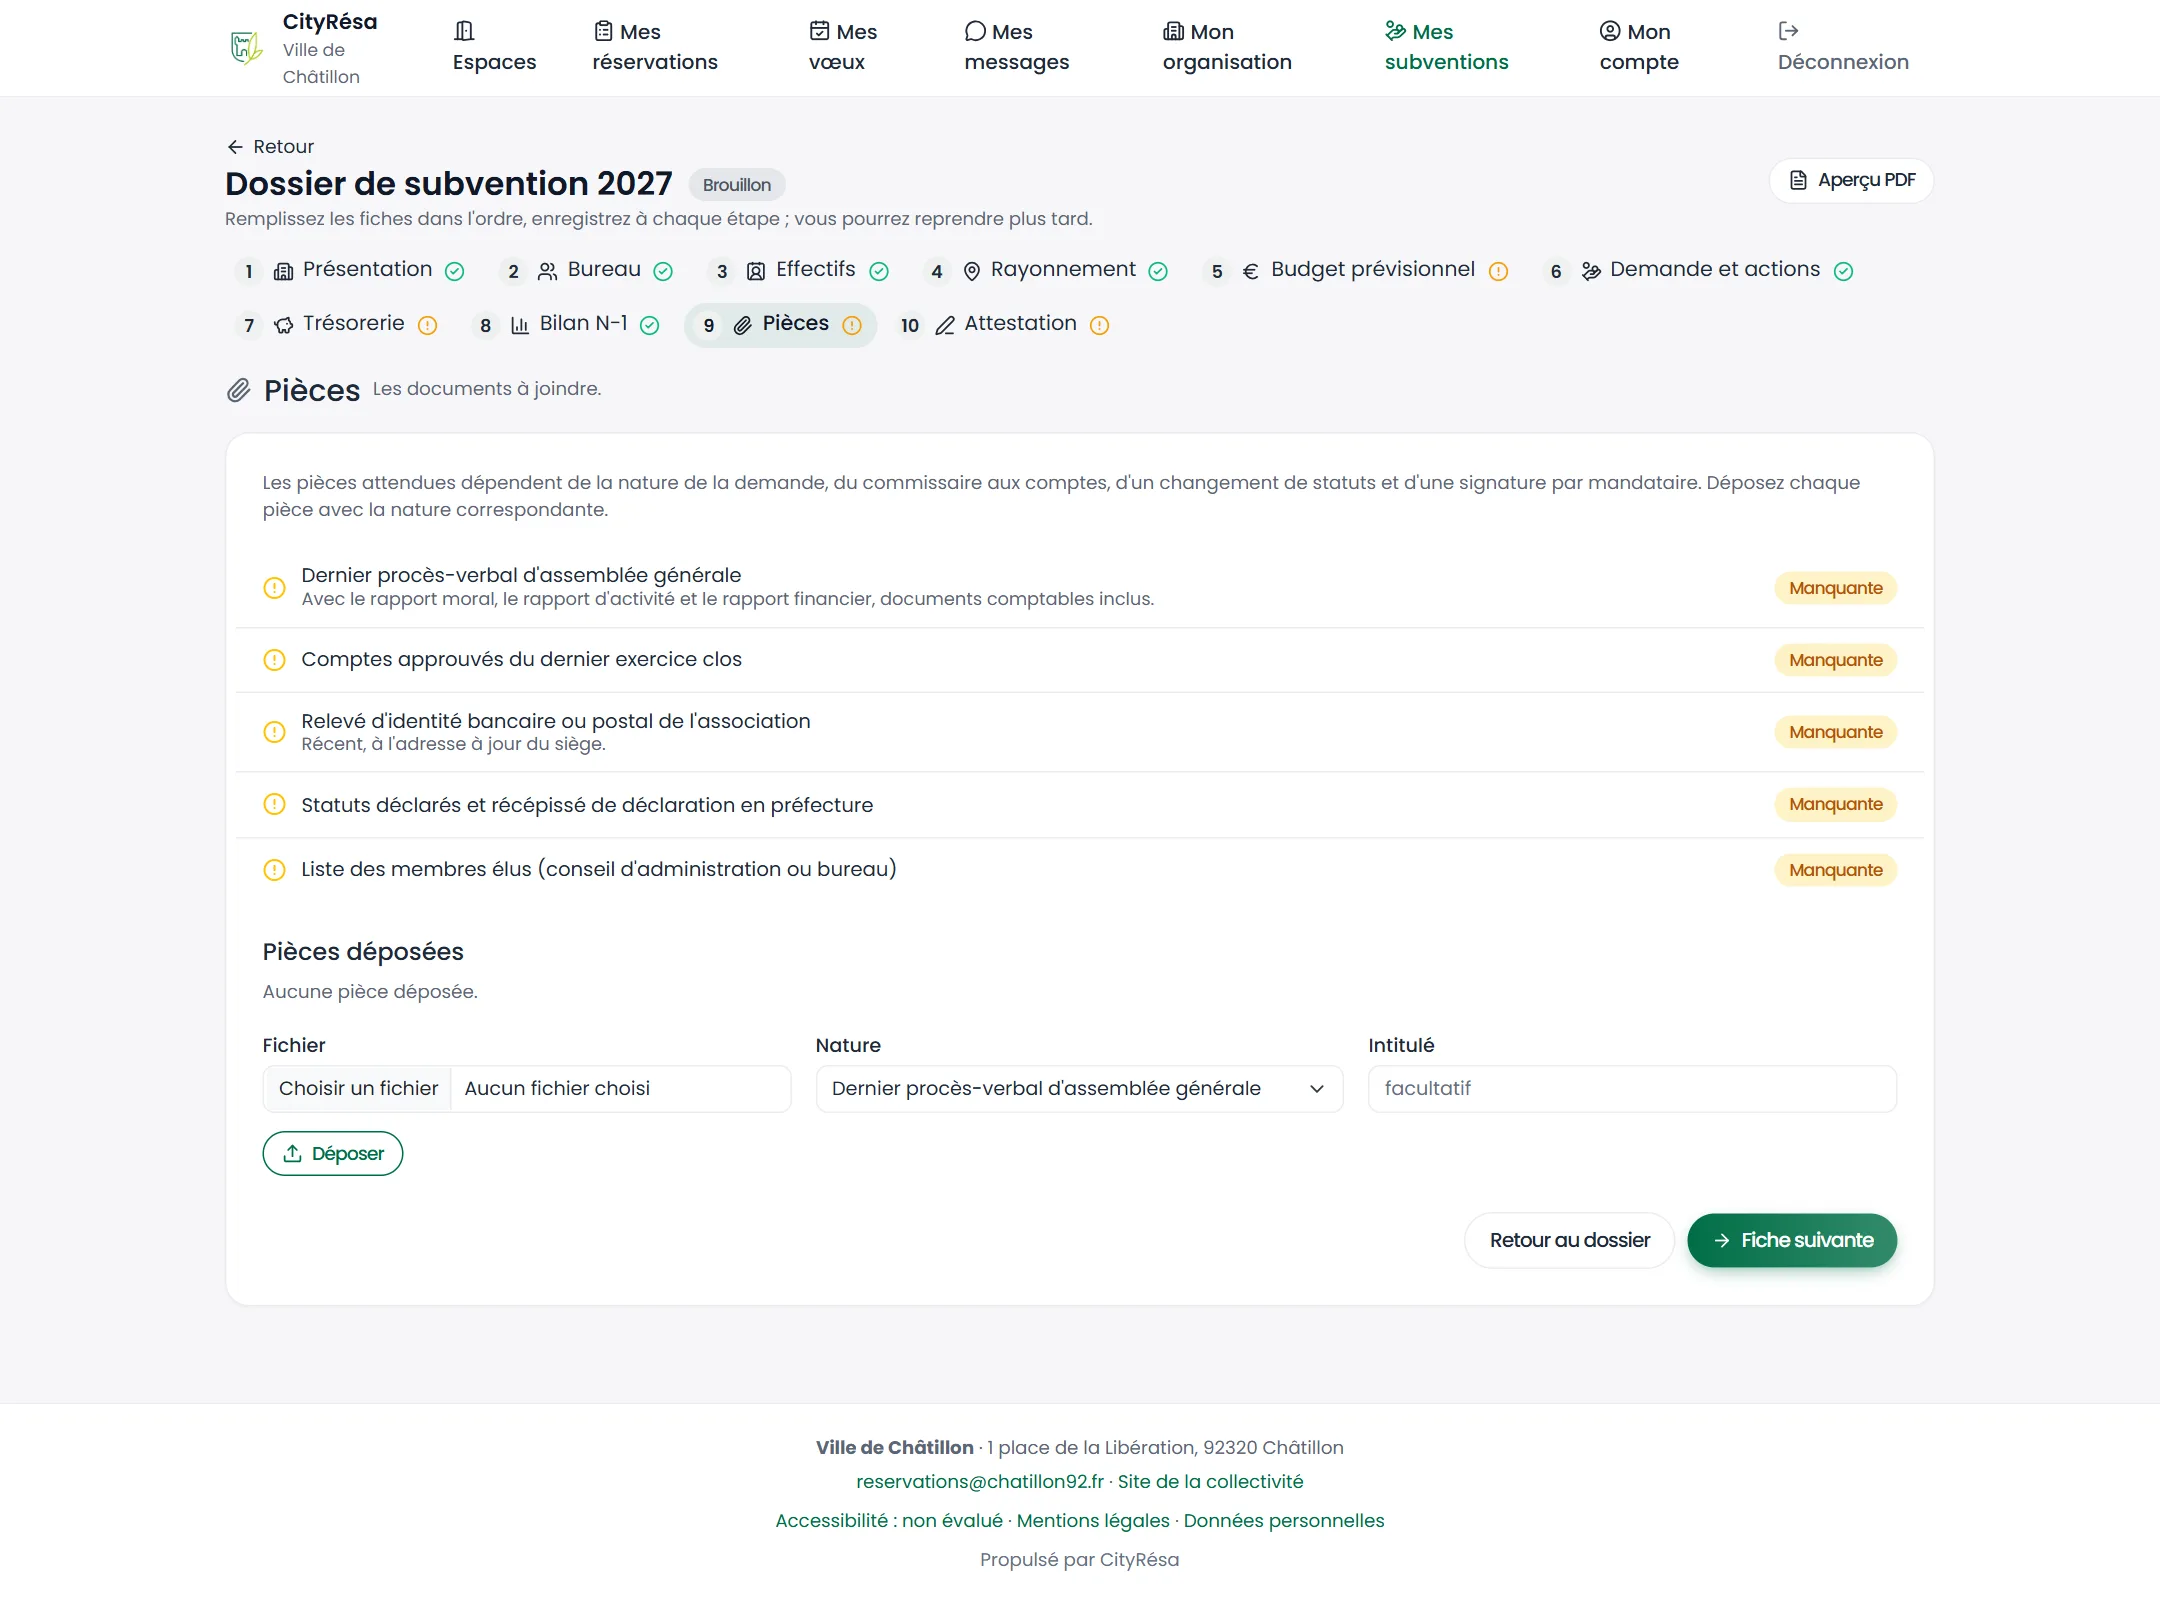 CityRésa
Ville de
Châtillon
Espaces
Mes
réservations
Mes
vœux
Mes
messages
Mon
organisation
Mes
subventions
Mon
compte
Déconnexion
Retour
Dossier de subvention 2027 Brouillon
Aperçu PDF
Remplissez les fiches dans l'ordre, enregistrez à chaque étape ; vous pourrez reprendre plus tard.
1 Présentation 2 Bureau 3 Effectifs 4 Rayonnement 5 Budget prévisionnel 6 Demande et actions
7 Trésorerie 8 Bilan N-1 9 Pièces 10 Attestation
Pièces Les documents à joindre.
Les pièces attendues dépendent de la nature de la demande, du commissaire aux comptes, d'un changement de statuts et d'une signature par mandataire. Déposez chaque
pièce avec la nature correspondante.
Dernier procès-verbal d'assemblée générale
Avec le rapport moral, le rapport d'activité et le rapport financier, documents comptables inclus.
Manquante
Comptes approuvés du dernier exercice clos
Manquante
Relevé d'identité bancaire ou postal de l'association
Récent, à l'adresse à jour du siège.
Manquante
Statuts déclarés et récépissé de déclaration en préfecture
Manquante
Liste des membres élus (conseil d'administration ou bureau)
Manquante
Pièces déposées
Aucune pièce déposée.
Fichier
Choisir un fichier Aucun fichier choisi
Nature
Dernier procès-verbal d'assemblée générale
Intitulé
facultatif
Déposer
Retour au dossier
Fiche suivante
Ville de Châtillon · 1 place de la Libération, 92320 Châtillon
reservations@chatillon92.fr · Site de la collectivité
Accessibilité : non évalué · Mentions légales · Données personnelles
Propulsé par CityRésa